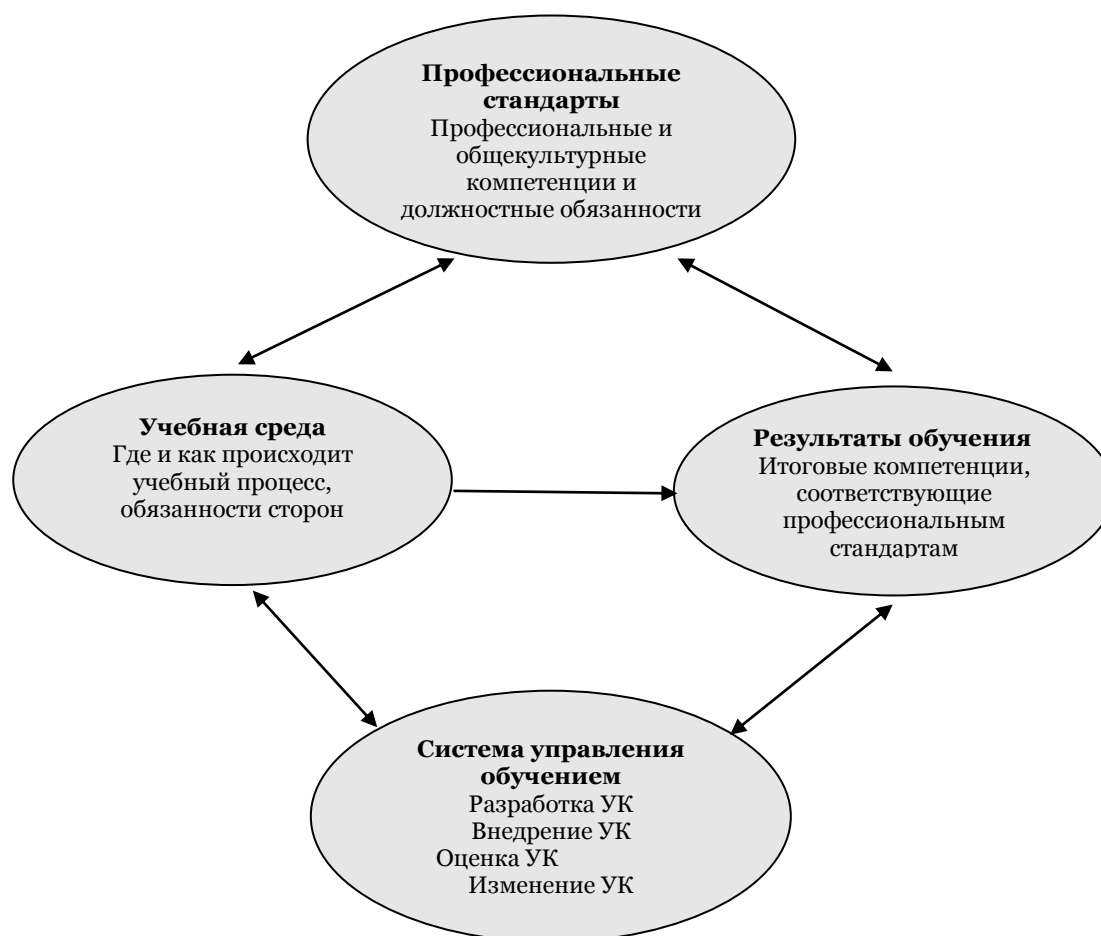 Профессиональные
стандарты
Профессиональные и
общекультурные
компетенции и
должностные обязанности
Учебная среда
Где и как происходит
учебный процесс,
обязанности сторон
Результаты обучения
Итоговые компетенции,
соответствующие
профессиональным
стандартам
Система управления
обучением
Разработка УК
Внедрение УК
Оценка УК
Изменение УК